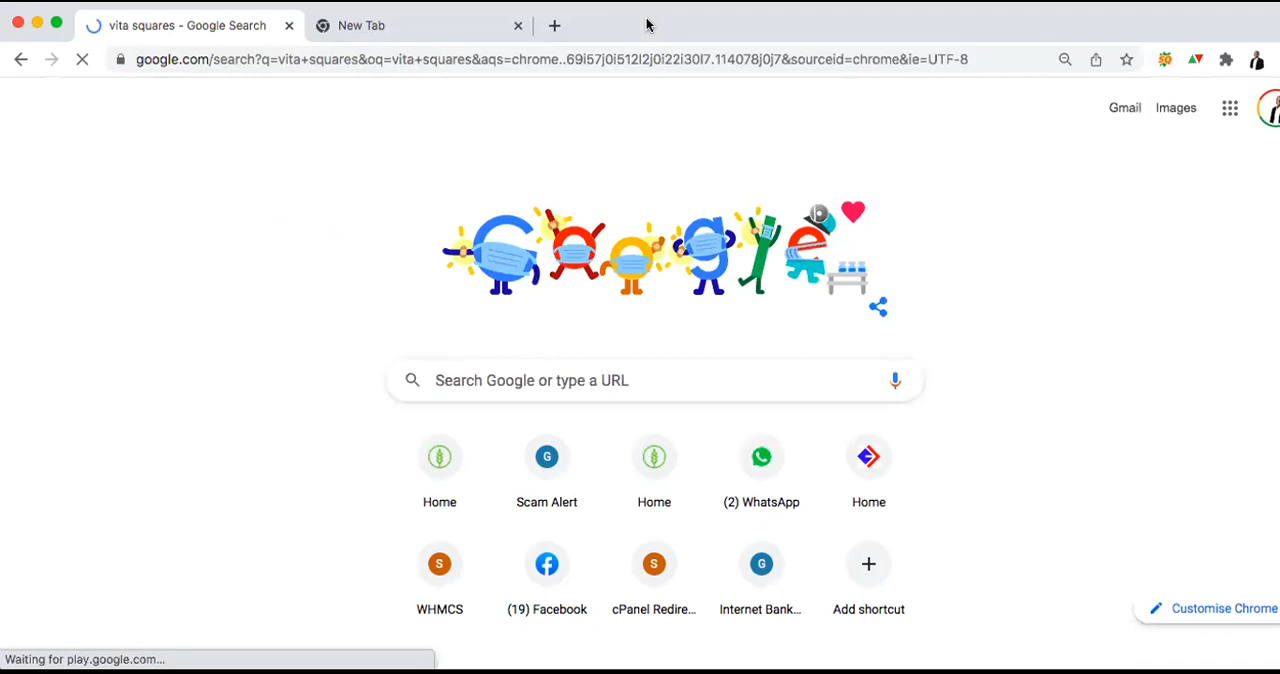 vita squares - Google Search
New Tab
google.com/search?q=vita+squares&oq=vita+squares&aqs=chrome..69i57j0i512l2j0i22i30l7.114078j0j7&sourceid=chrome&ie=UTF-8
Gmail Images
Google
Search Google or type a URL
G
Home
Scam Alert
Home
(2) WhatsApp
Home
S
S
G
WHMCS
(19) Facebook
cPanel Redire...
Internet Bank...
Add shortcut
Customise Chrome
Waiting for play.google.com...